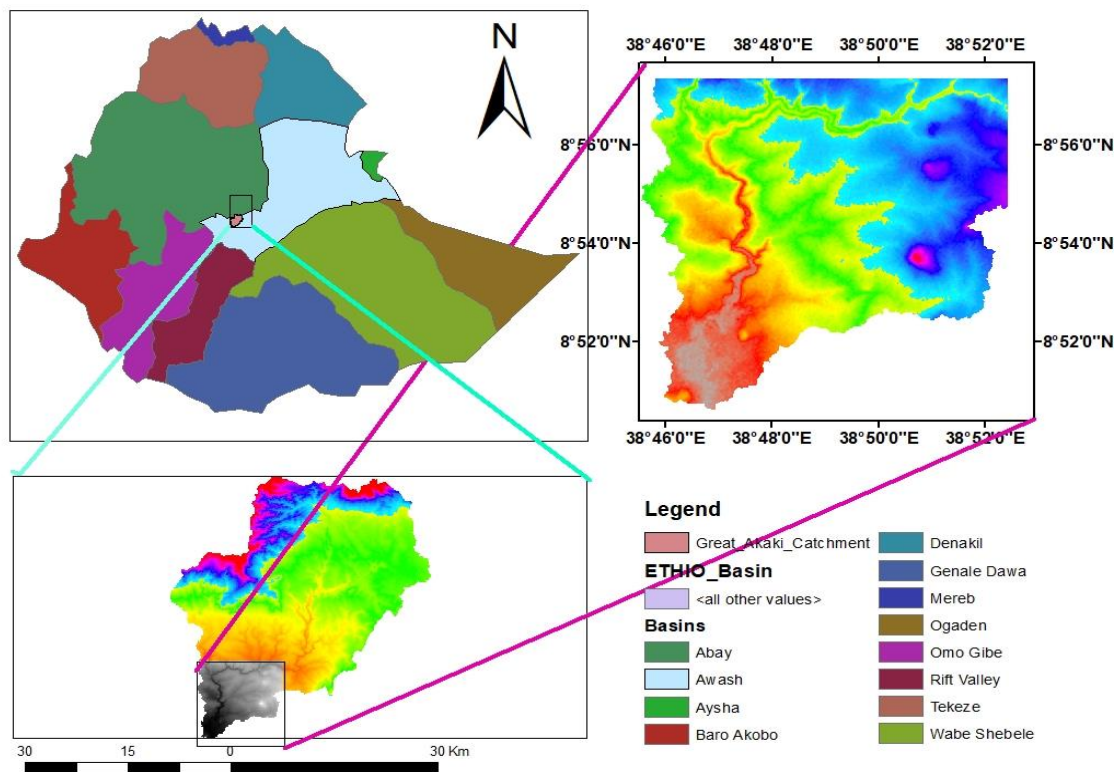 N
38°46'0"E 38°48'0"E 38°50'0"E 38°52'0"E
8°56'0"N 8°56'0"N
8°54'0"N 8°54'0"N
8°52'0"N 8°52'0"N
38°46'0"E 38°48'0"E 38°50'0"E 38°52'0"E
Legend
Great_Akaki_Catchment
ETHIO_Basin
<all other values>
Basins
Abay
Awash
Aysha
Baro Akobo
Denakil
Genale Dawa
Mereb
Ogaden
Omo Gibe
Rift Valley
Tekeze
Wabe Shebele
30 15 0 30 Km